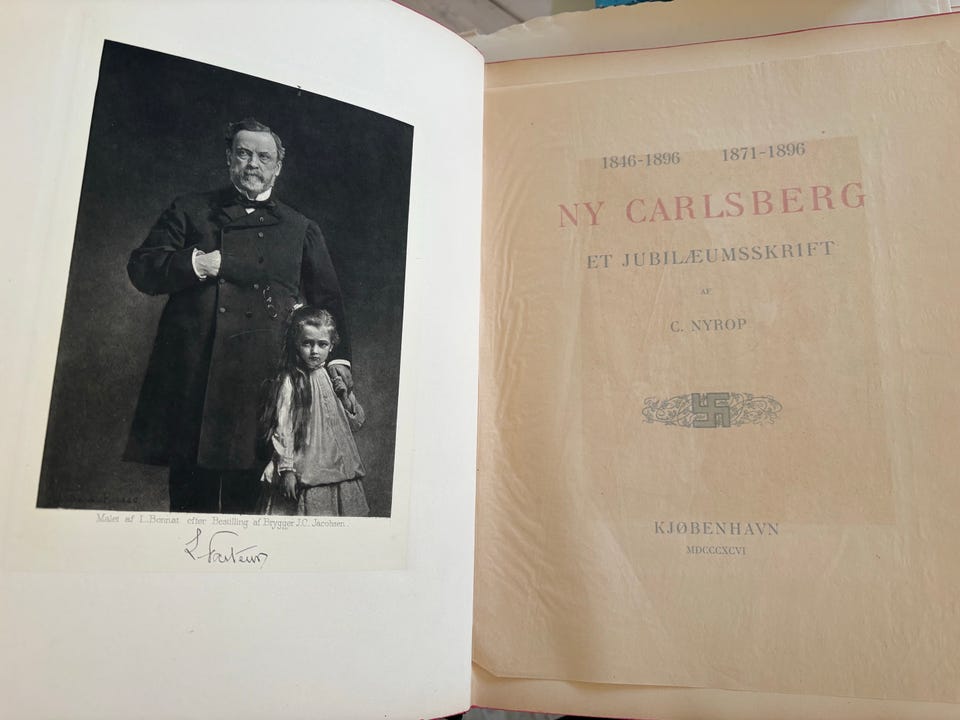 Malet af L. Bonnat efter Bestilling af Brygger J.C. Jacobsen.
L Pasteur
1846-1896 1871-1896
NY CARLSBERG
ET JUBILÆUMSSKRIFT
AF
C. NYROP
KJØBENHAVN
MDCCCXCVI